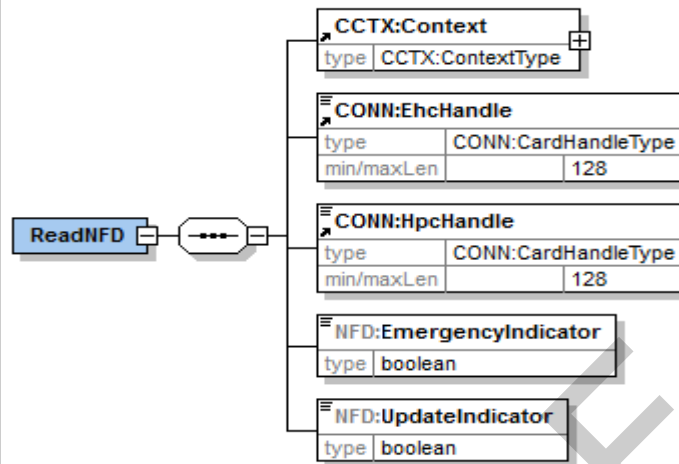 CCTX:Context
type CCTX:ContextType
CONN:EhcHandle
type CONN:CardHandleType
min/maxLen 128
ReadNFD
CONN:HpcHandle
type CONN:CardHandleType
min/maxLen 128
NFD:EmergencyIndicator
type boolean
NFD:UpdateIndicator
type boolean